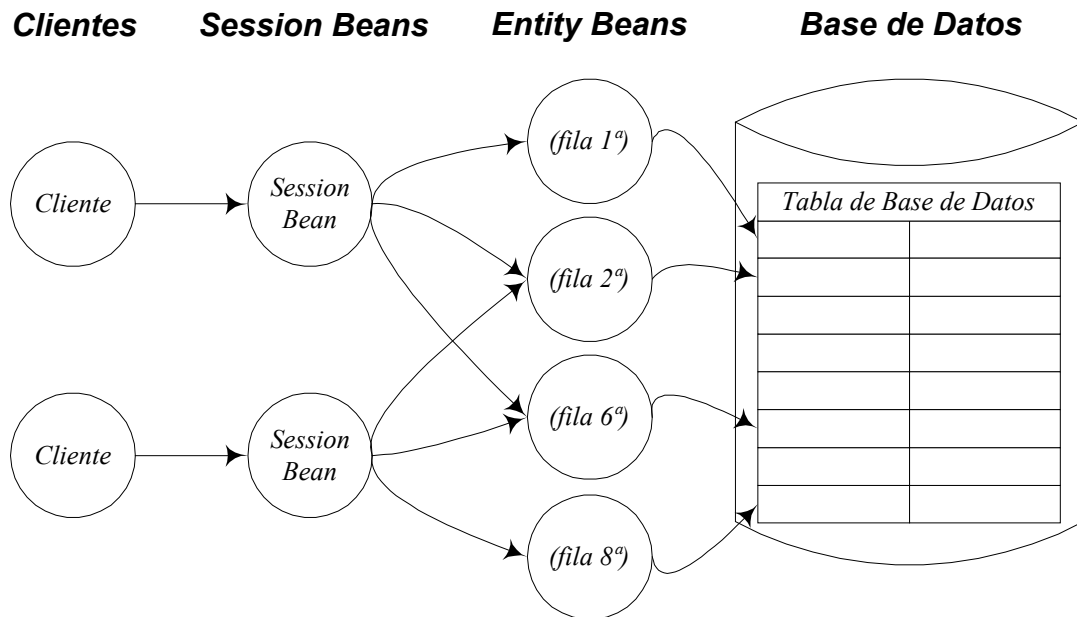 Clientes Session Beans Entity Beans Base de Datos
(fila 1ª)
Cliente
Session
Bean
Tabla de Base de Datos
(fila 2ª)
(fila 6ª)
Cliente
Session
Bean
(fila 8ª)